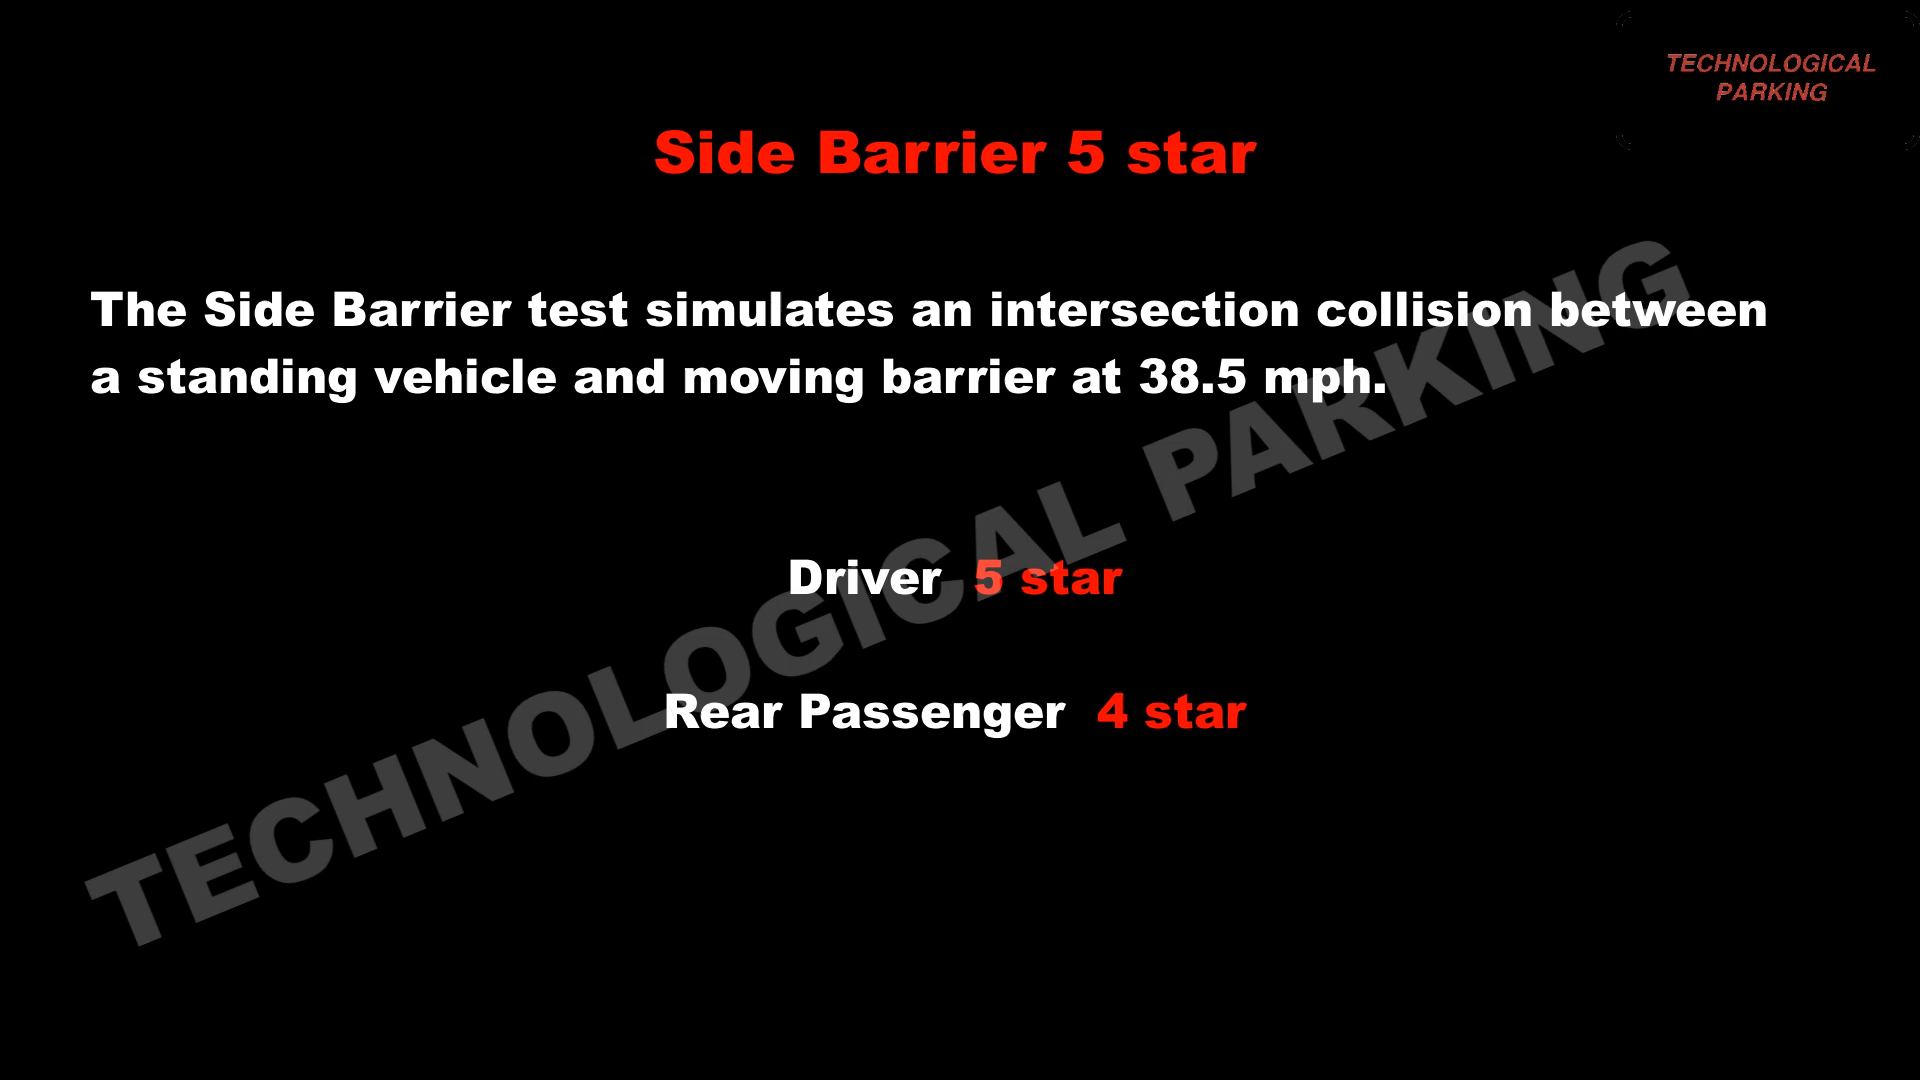 TECHNOLOGICAL
PARKING
Side Barrier 5 star
The Side Barrier test simulates an intersection collision between
a standing vehicle and moving barrier at 38.5 mph.
Driver 5 star
Rear Passenger 4 star
TECHNOLOGICAL PARKING